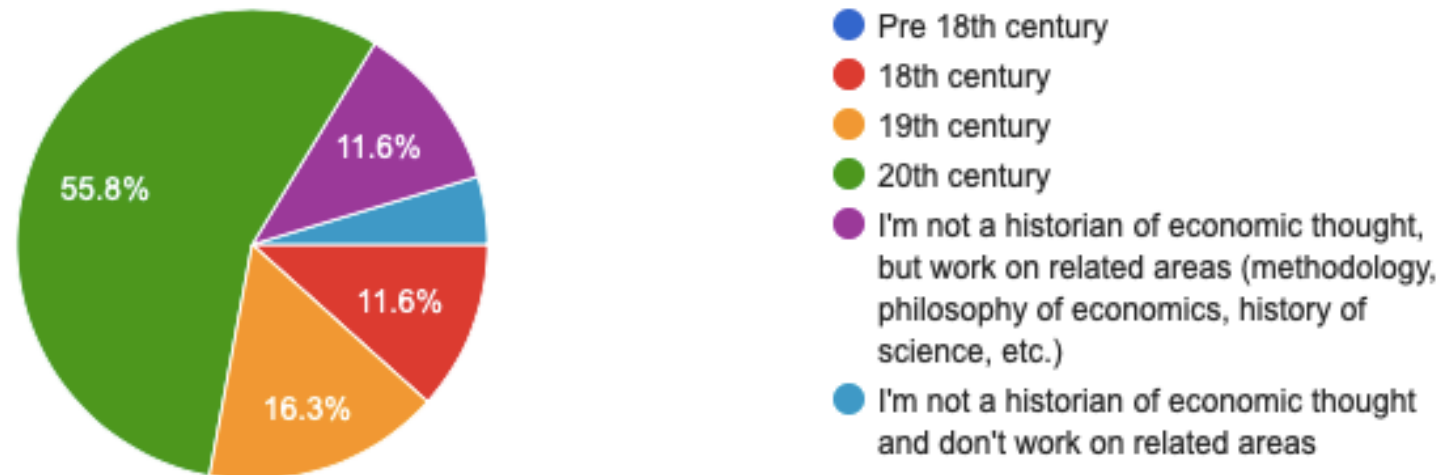 Pre 18th century
18th century
19th century
20th century
I'm not a historian of economic thought,
but work on related areas (methodology,
philosophy of economics, history of
science, etc.)
I'm not a historian of economic thought
and don't work on related areas
11.6%
55.8%
11.6%
16.3%